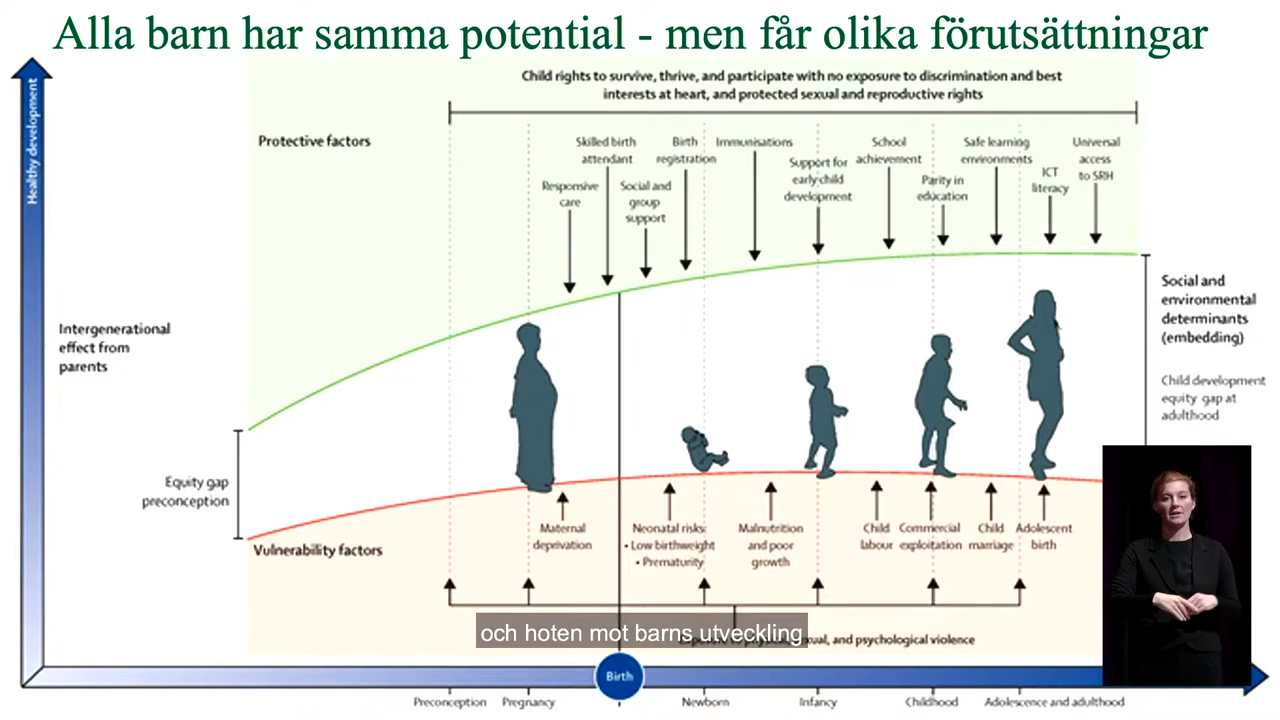 Alla barn har samma potential - men får olika förutsättningar
Healthy development
Child rights to survive, thrive, and participate with no exposure to discrimination and best
interests at heart, and protected sexual and reproductive rights
Protective factors
Responsive
care
Skilled birth
attendant
Social and
group
support
Birth
registration
Immunisations
Support for
early child
development
School
achievement
Parity in
education
Safe learning
environments
ICT
literacy
Universal
access
to SRH
Intergenerational
effect from
parents
Social and
environmental
determinants
(embedding)
Child development
equity gap at
adulthood
Equity gap
preconception
Vulnerability factors
Maternal
deprivation
Neonatal risks:
• Low birthweight
• Prematurity
Malnutrition
and poor
growth
Child
labour
Commercial
exploitation
Child
marriage
Adolescent
birth
och hoten mot barns utveckling
and psychological violence
Birth
Preconception
Pregnancy
Newborn
Infancy
Childhood
Adolescence and adulthood